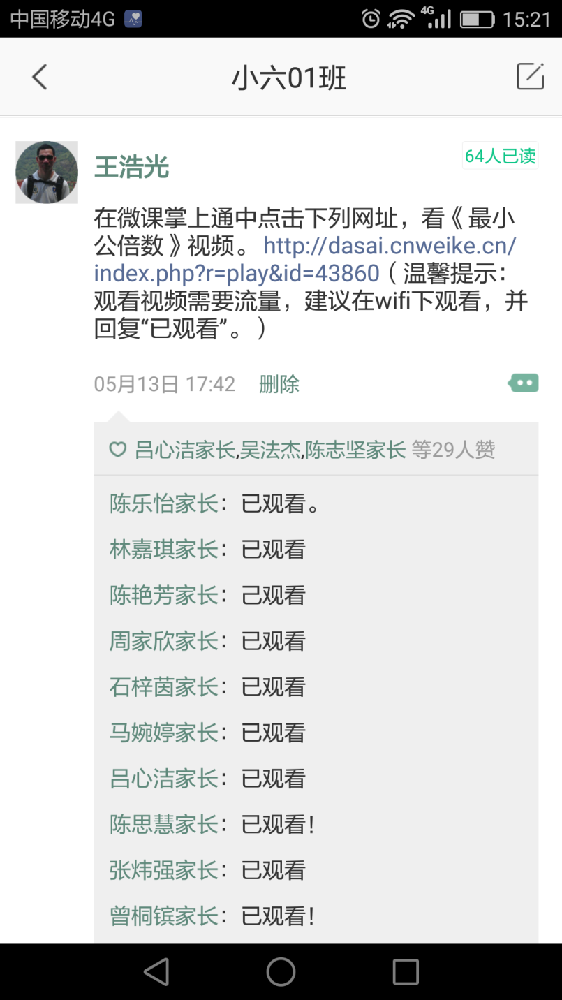 中国移动4G 4G 15:21
小六01班
王浩光 64人已读
在微课掌上通中点击下列网址，看《最小
公倍数》视频。http://dasai.cnweike.cn/
index.php?r=play&id=43860（温馨提示：
观看视频需要流量，建议在wifi下观看，并
回复“已观看”。）
05月13日 17:42 删除
吕心洁家长,吴法杰,陈志坚家长 等29人赞
陈乐怡家长：已观看。
林嘉琪家长：已观看
陈艳芳家长：己观看
周家欣家长：已观看
石梓茵家长：已观看
马婉婷家长：已观看
吕心洁家长：已观看
陈思慧家长：已观看！
张炜强家长：已观看
曾桐镔家长：已观看！